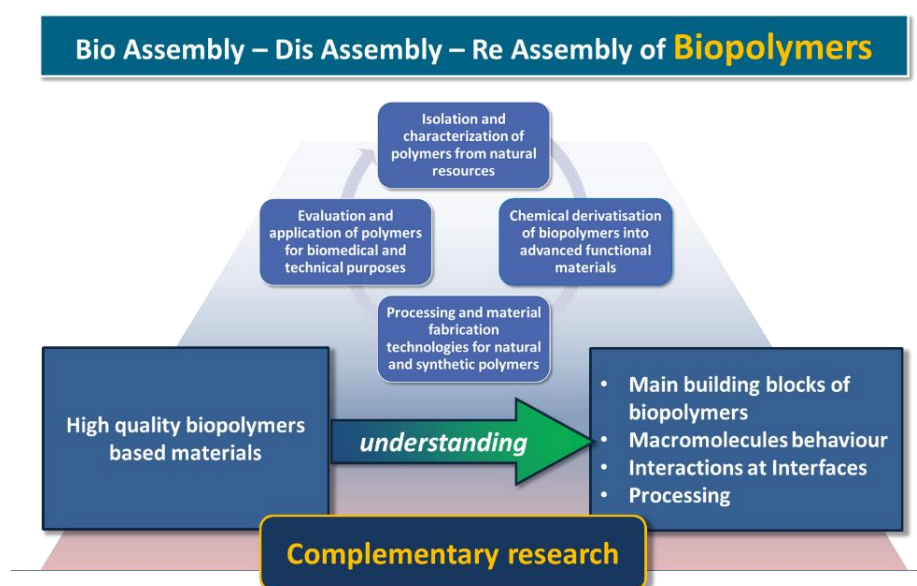 Bio Assembly – Dis Assembly – Re Assembly of Biopolymers
Isolation and
characterization of
polymers from natural
resources
Evaluation and
application of polymers
for biomedical and
technical purposes
Chemical derivatisation
of biopolymers into
advanced functional
materials
Processing and material
fabrication
technologies for natural
and synthetic polymers
High quality biopolymers
based materials
understanding
• Main building blocks of
biopolymers
• Macromolecules behaviour
• Interactions at Interfaces
• Processing
Complementary research